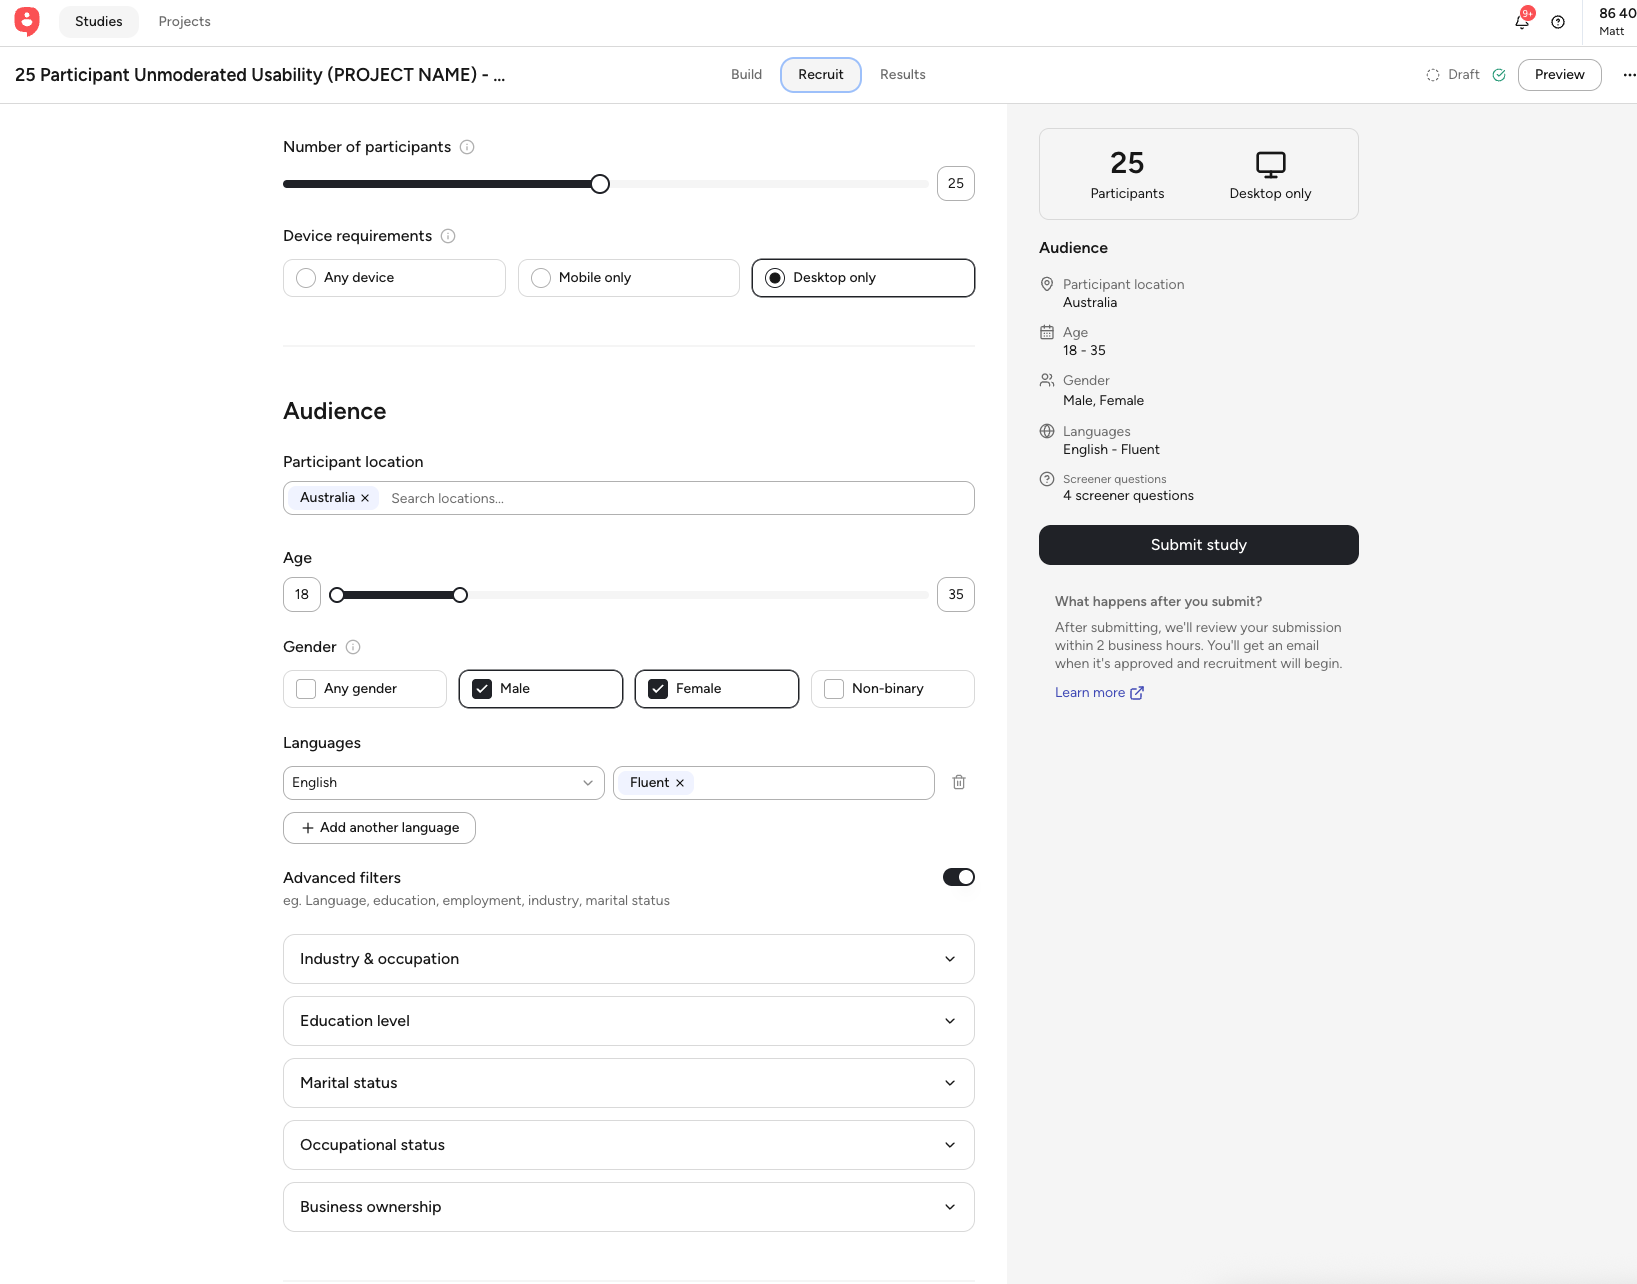 Studies
Projects
9+
86 40
Matt
25 Participant Unmoderated Usability (PROJECT NAME) - ...
Build
Recruit
Results
Draft
Preview
Number of participants
25
Device requirements
Any device
Mobile only
Desktop only
Audience
Participant location
Australia
Search locations...
Age
18
35
Gender
Any gender
Male
Female
Non-binary
Languages
English
Fluent
Add another language
Advanced filters
eg. Language, education, employment, industry, marital status
Industry & occupation
Education level
Marital status
Occupational status
Business ownership
25
Participants
Desktop only
Audience
Participant location
Australia
Age
18 - 35
Gender
Male, Female
Languages
English - Fluent
Screener questions
4 screener questions
Submit study
What happens after you submit?
After submitting, we'll review your submission
within 2 business hours. You'll get an email
when it's approved and recruitment will begin.
Learn more